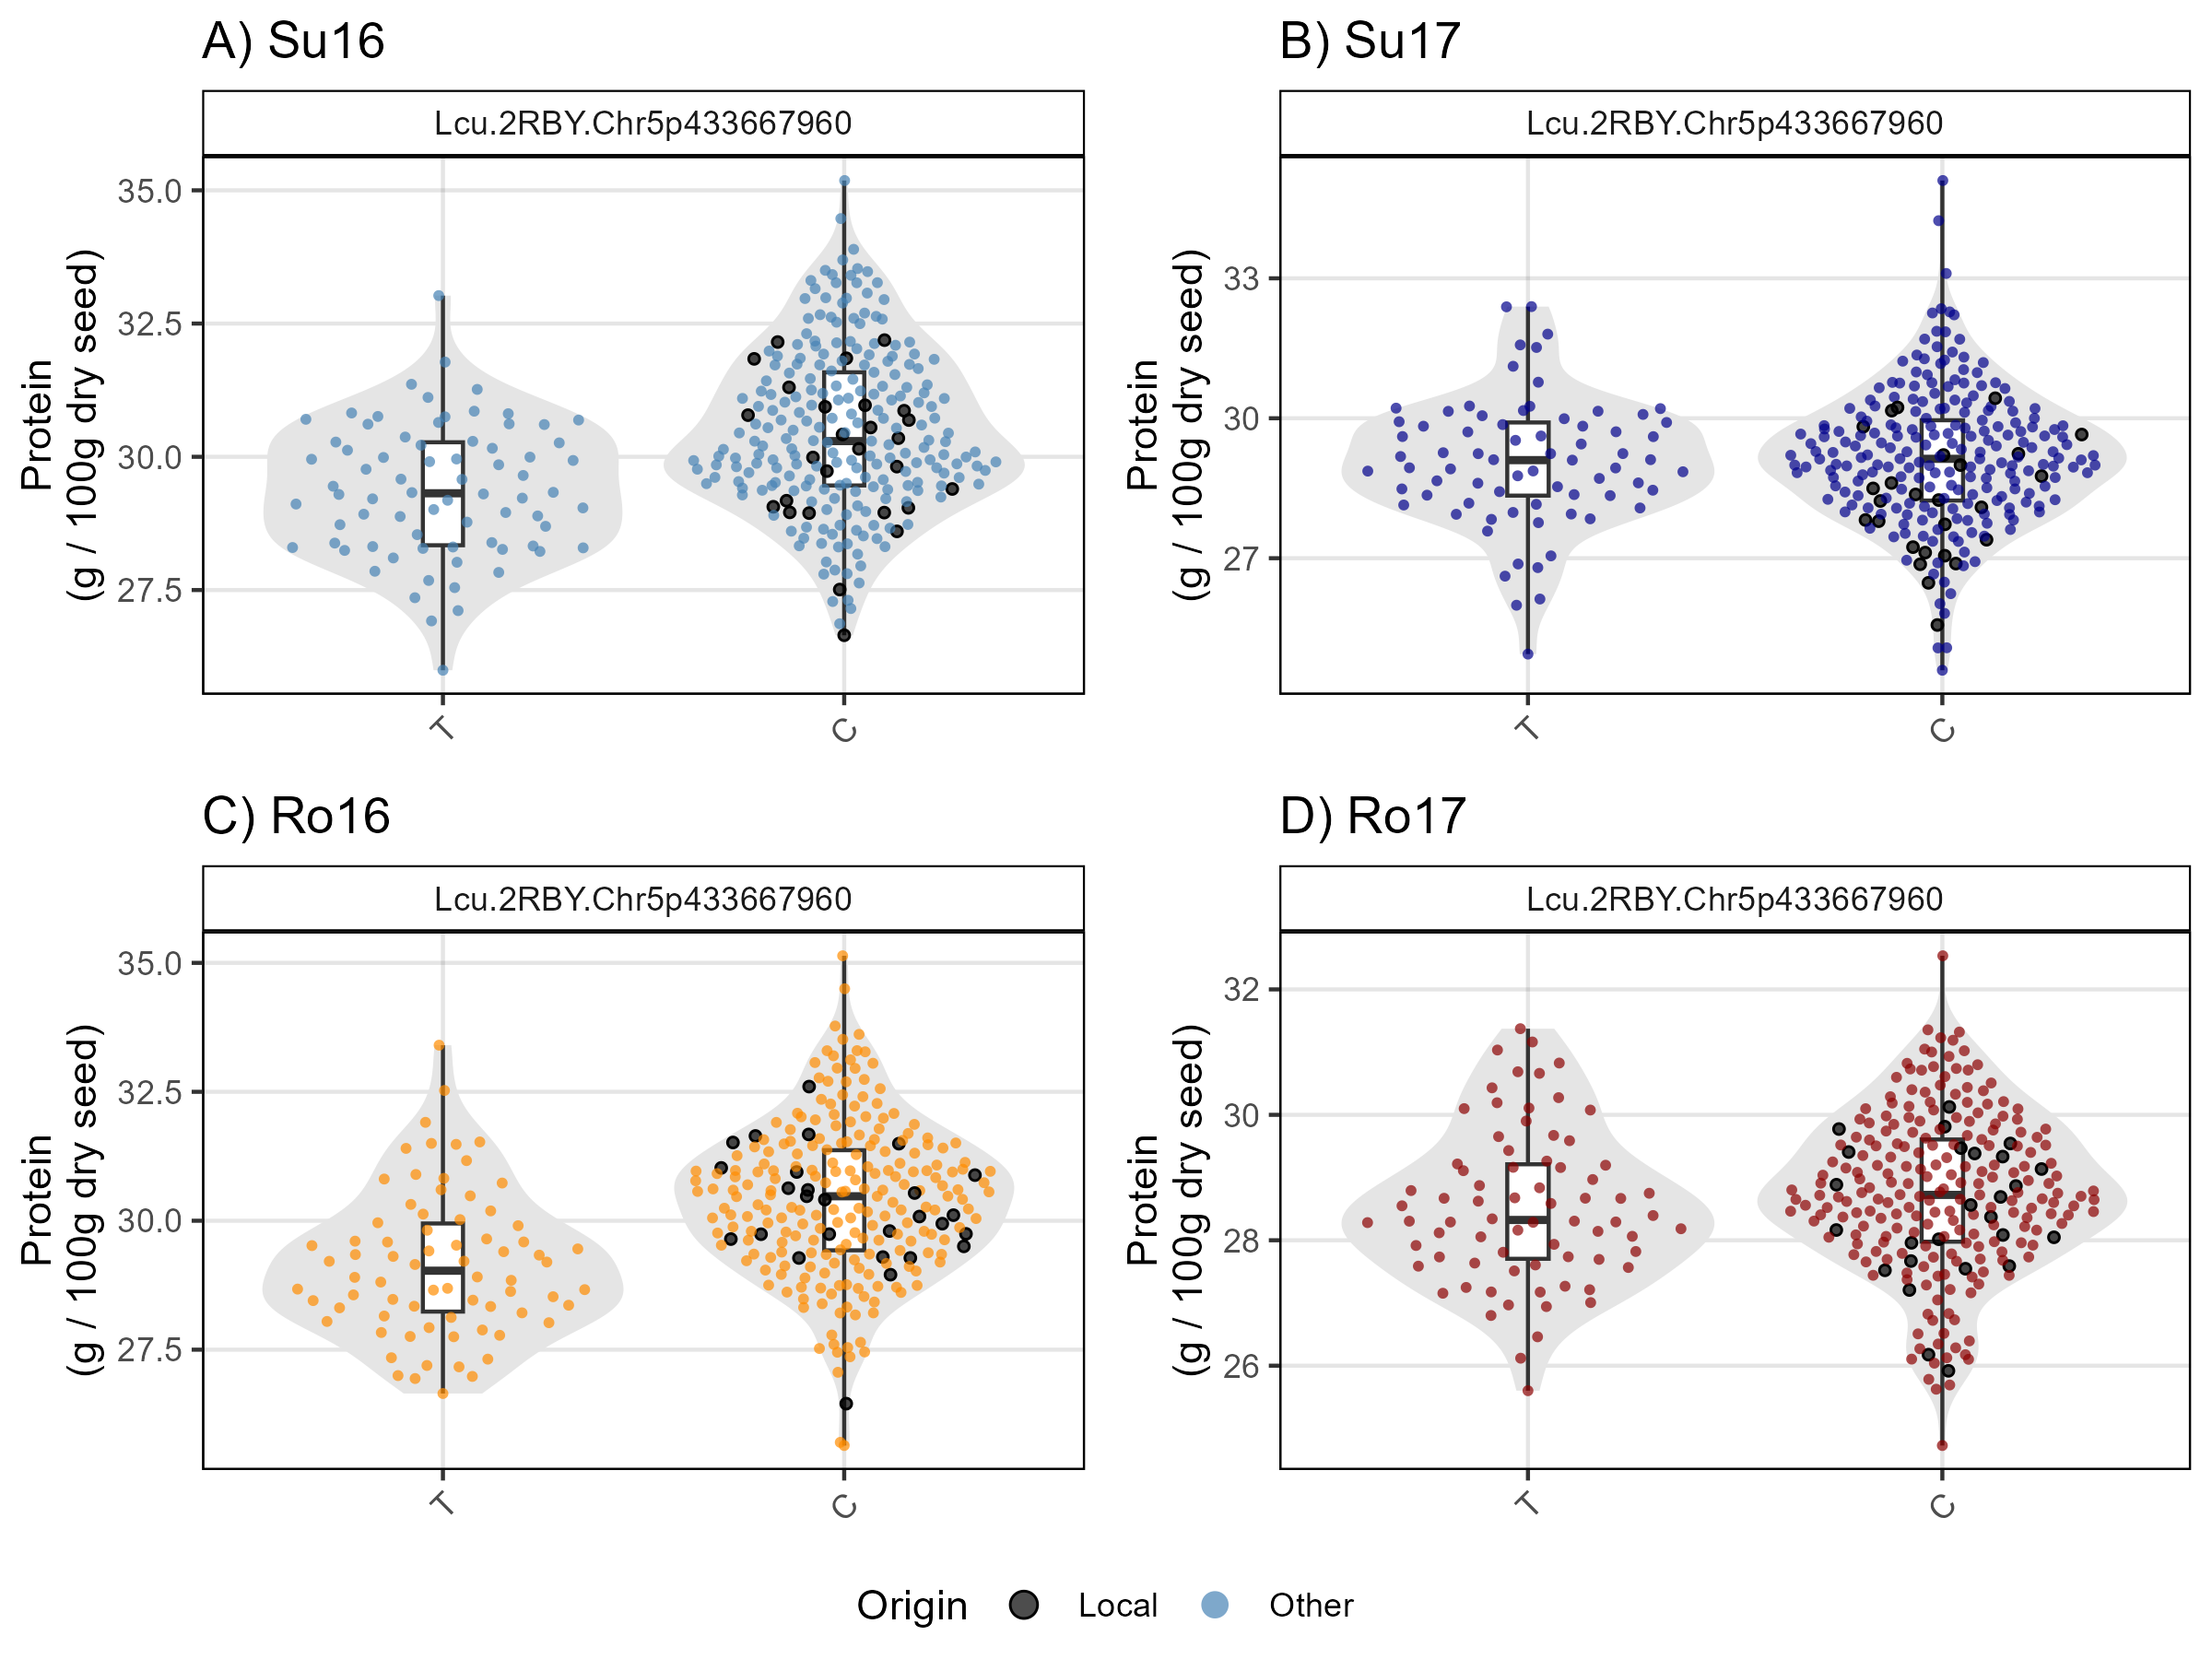 A) Su16
Lcu.2RBY.Chr5p433667960
Protein
(g / 100g dry seed)
35.0
32.5
30.0
27.5
T
C
B) Su17
Lcu.2RBY.Chr5p433667960
Protein
(g / 100g dry seed)
33
30
27
T
C
C) Ro16
Lcu.2RBY.Chr5p433667960
Protein
(g / 100g dry seed)
35.0
32.5
30.0
27.5
T
C
D) Ro17
Lcu.2RBY.Chr5p433667960
Protein
(g / 100g dry seed)
32
30
28
26
T
C
Origin Local Other